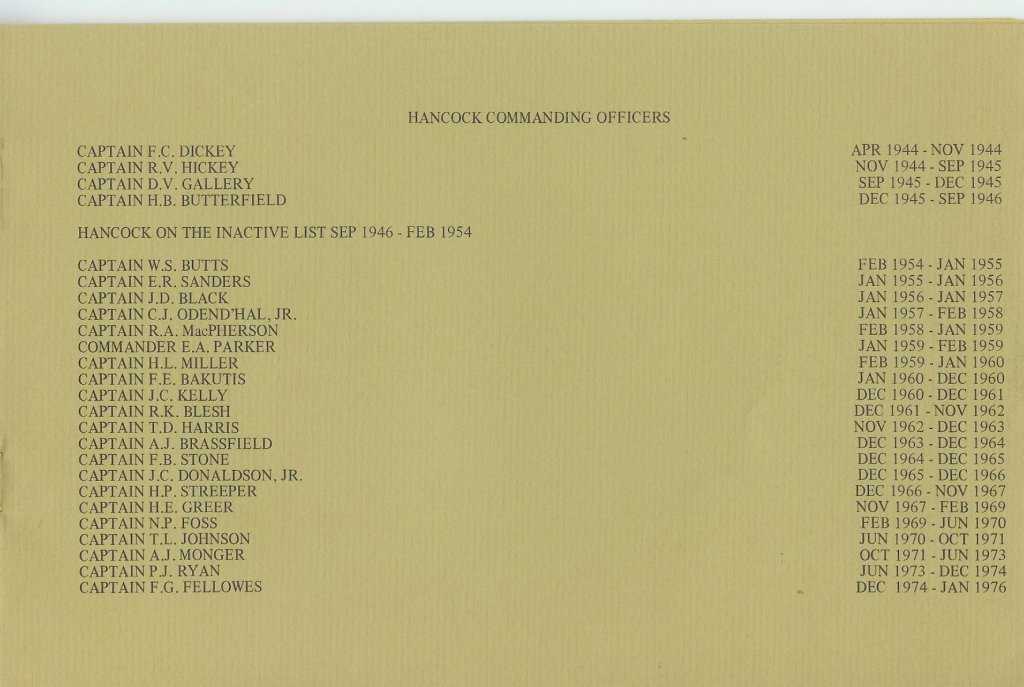 HANCOCK COMMANDING OFFICERS
CAPTAIN F.C. DICKEY APR 1944 - NOV 1944
CAPTAIN R.V. HICKEY NOV 1944 - SEP 1945
CAPTAIN D.V. GALLERY SEP 1945 - DEC 1945
CAPTAIN H.B. BUTTERFIELD DEC 1945 - SEP 1946
HANCOCK ON THE INACTIVE LIST SEP 1946 - FEB 1954
CAPTAIN W.S. BUTTS FEB 1954 - JAN 1955
CAPTAIN E.R. SANDERS JAN 1955 - JAN 1956
CAPTAIN J.D. BLACK JAN 1956 - JAN 1957
CAPTAIN C.J. ODEND'HAL, JR. JAN 1957 - FEB 1958
CAPTAIN R.A. MacPHERSON FEB 1958 - JAN 1959
COMMANDER E.A. PARKER JAN 1959 - FEB 1959
CAPTAIN H.L. MILLER FEB 1959 - JAN 1960
CAPTAIN F.E. BAKUTIS JAN 1960 - DEC 1960
CAPTAIN J.C. KELLY DEC 1960 - DEC 1961
CAPTAIN R.K. BLESH DEC 1961 - NOV 1962
CAPTAIN T.D. HARRIS NOV 1962 - DEC 1963
CAPTAIN A.J. BRASSFIELD DEC 1963 - DEC 1964
CAPTAIN F.B. STONE DEC 1964 - DEC 1965
CAPTAIN J.C. DONALDSON, JR. DEC 1965 - DEC 1966
CAPTAIN H.P. STREEPER DEC 1966 - NOV 1967
CAPTAIN H.E. GREER NOV 1967 - FEB 1969
CAPTAIN N.P. FOSS FEB 1969 - JUN 1970
CAPTAIN T.L. JOHNSON JUN 1970 - OCT 1971
CAPTAIN A.J. MONGER OCT 1971 - JUN 1973
CAPTAIN P.J. RYAN JUN 1973 - DEC 1974
CAPTAIN F.G. FELLOWES DEC 1974 - JAN 1976